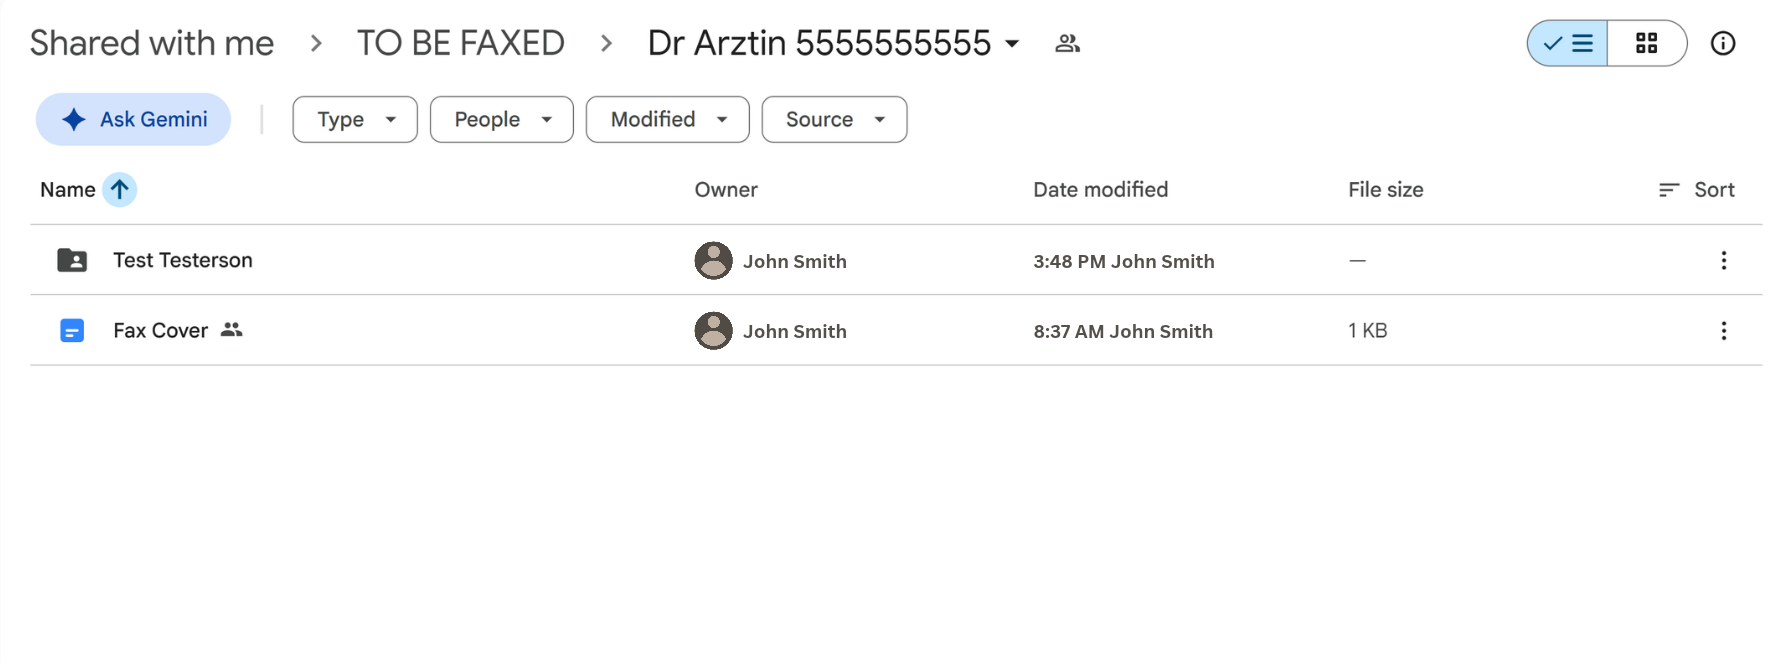 Shared with me > TO BE FAXED > Dr Arztin 5555555555
Ask Gemini Type People Modified Source
Name Owner Date modified File size Sort
Test Testerson John Smith 3:48 PM John Smith —
Fax Cover John Smith 8:37 AM John Smith 1 KB